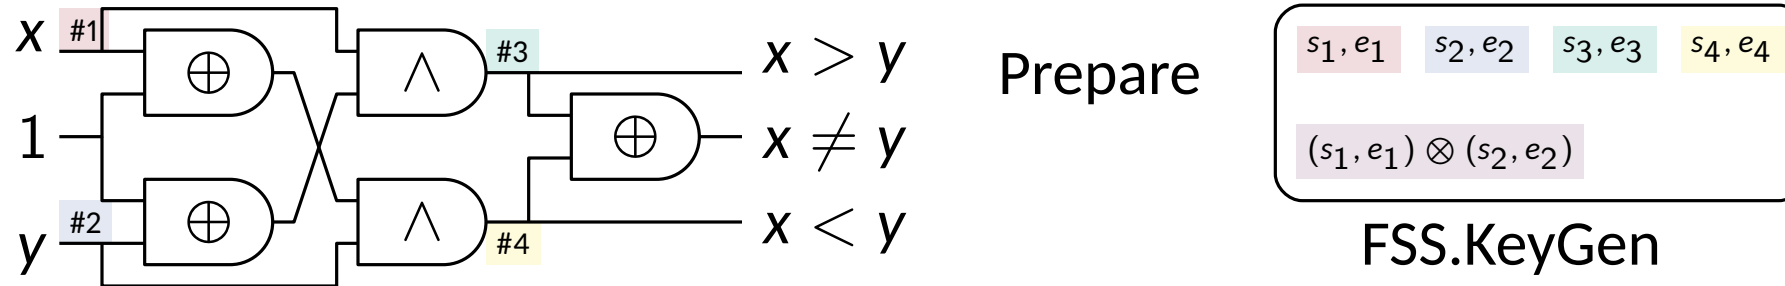 x #1
⊕
∧
#3
x > y
1
⊕
x ≠ y
#2
y
⊕
∧
#4
x < y
Prepare
s₁, e₁ s₂, e₂ s₃, e₃ s₄, e₄
(s₁, e₁) ⊗ (s₂, e₂)
FSS.KeyGen